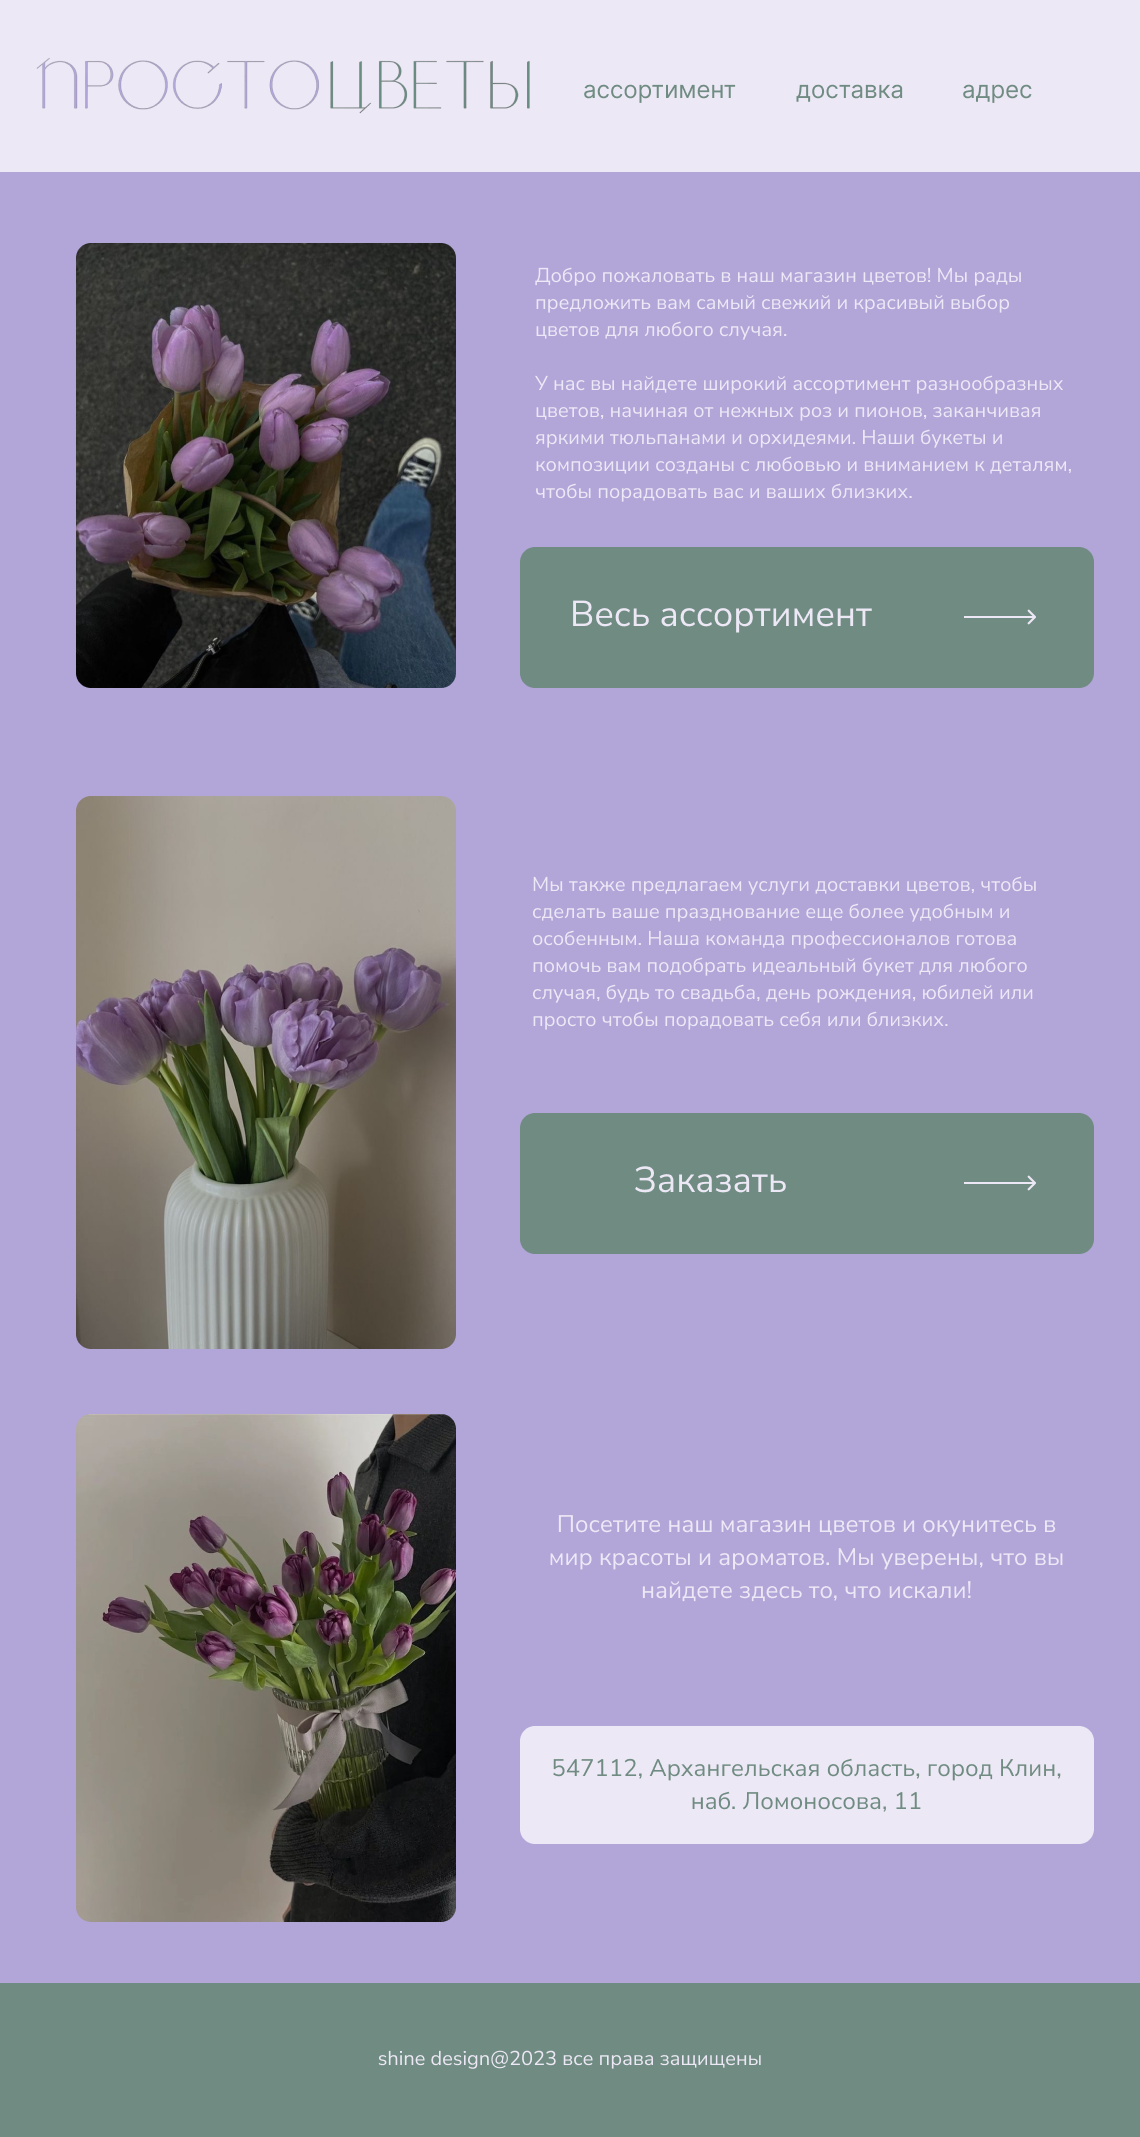 ПРОСТОЦВЕТЫ
ассортимент доставка адрес
Добро пожаловать в наш магазин цветов! Мы рады
предложить вам самый свежий и красивый выбор
цветов для любого случая.
У нас вы найдете широкий ассортимент разнообразных
цветов, начиная от нежных роз и пионов, заканчивая
яркими тюльпанами и орхидеями. Наши букеты и
композиции созданы с любовью и вниманием к деталям,
чтобы порадовать вас и ваших близких.
Весь ассортимент
Мы также предлагаем услуги доставки цветов, чтобы
сделать ваше празднование еще более удобным и
особенным. Наша команда профессионалов готова
помочь вам подобрать идеальный букет для любого
случая, будь то свадьба, день рождения, юбилей или
просто чтобы порадовать себя или близких.
Заказать
Посетите наш магазин цветов и окунитесь в
мир красоты и ароматов. Мы уверены, что вы
найдете здесь то, что искали!
547112, Архангельская область, город Клин,
наб. Ломоносова, 11
shine design@2023 все права защищены